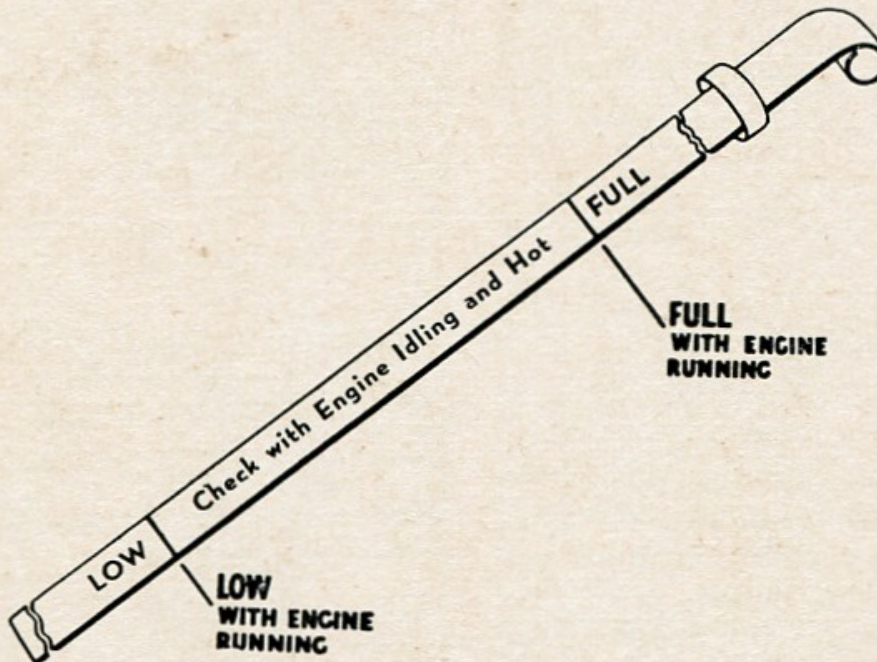 FULL
Check with Engine Idling and Hot
FULL
WITH ENGINE
RUNNING
LOW
LOW
WITH ENGINE
RUNNING